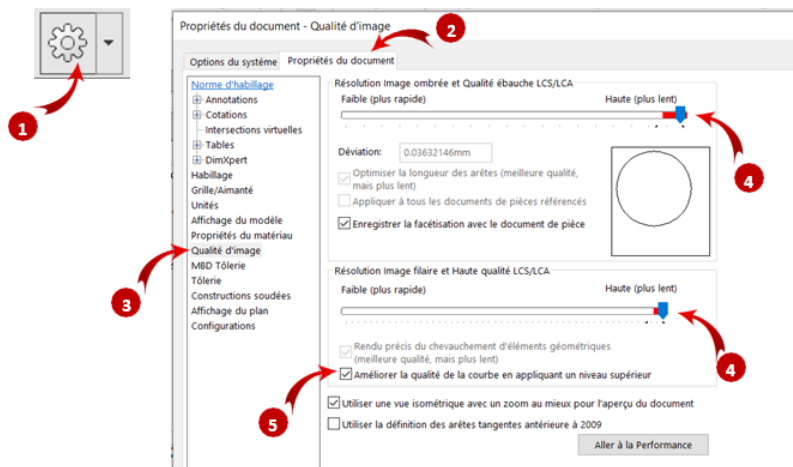 1
Propriétés du document - Qualité d'image
2
Options du système Propriétés du document
Norme d'habillage
Annotations
Cotations
Intersections virtuelles
Tables
DimXpert
Habillage
Grille/Aimanté
Unités
Affichage du modèle
Propriétés du matériau
Qualité d'image
MBD Tôlerie
Tôlerie
Constructions soudées
Affichage du plan
Configurations
3
Résolution Image ombrée et Qualité ébauche LCS/LCA
Faible (plus rapide) Haute (plus lent)
4
Déviation: 0.03632146mm
Optimiser la longueur des arêtes (meilleure qualité,
mais plus lent)
Appliquer à tous les documents de pièces référencés
Enregistrer la facétisation avec le document de pièce
Résolution Image filaire et Haute qualité LCS/LCA
Faible (plus rapide) Haute (plus lent)
4
Rendu précis du chevauchement d'éléments géométriques
(meilleure qualité, mais plus lent)
Améliorer la qualité de la courbe en appliquant un niveau supérieur
5
Utiliser une vue isométrique avec un zoom au mieux pour l'aperçu du document
Utiliser la définition des arêtes tangentes antérieure à 2009
Aller à la Performance